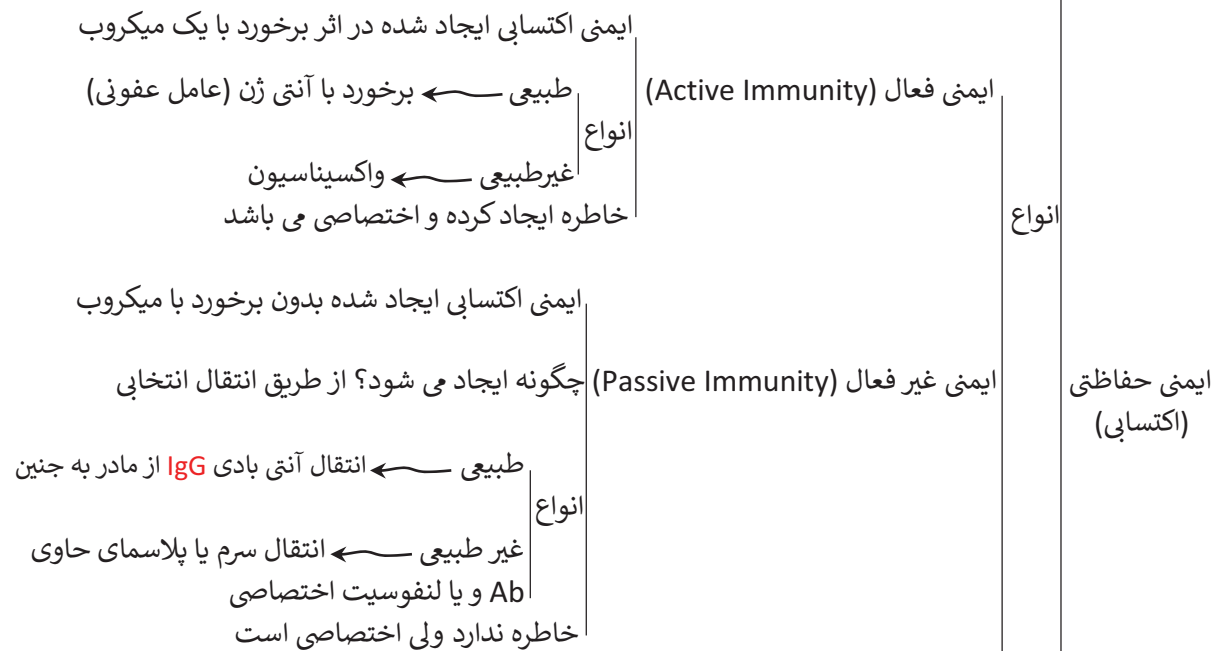 ایمنی حفاظتی
(اکتسابی)
انواع
ایمنی فعال (Active Immunity)
ایمنی اکتسابی ایجاد شده در اثر برخورد با یک میکروب
انواع
طبیعی برخورد با آنتی ژن (عامل عفونی)
غیرطبیعی واکسیناسیون
خاطره ایجاد کرده و اختصاصی می باشد
ایمنی غیر فعال (Passive Immunity)
ایمنی اکتسابی ایجاد شده بدون برخورد با میکروب
چگونه ایجاد می شود؟ از طریق انتقال انتخابی
انواع
طبیعی انتقال آنتی بادی IgG از مادر به جنین
غیر طبیعی انتقال سرم یا پلاسمای حاوی
Ab و یا لنفوسیت اختصاصی
خاطره ندارد ولی اختصاصی است